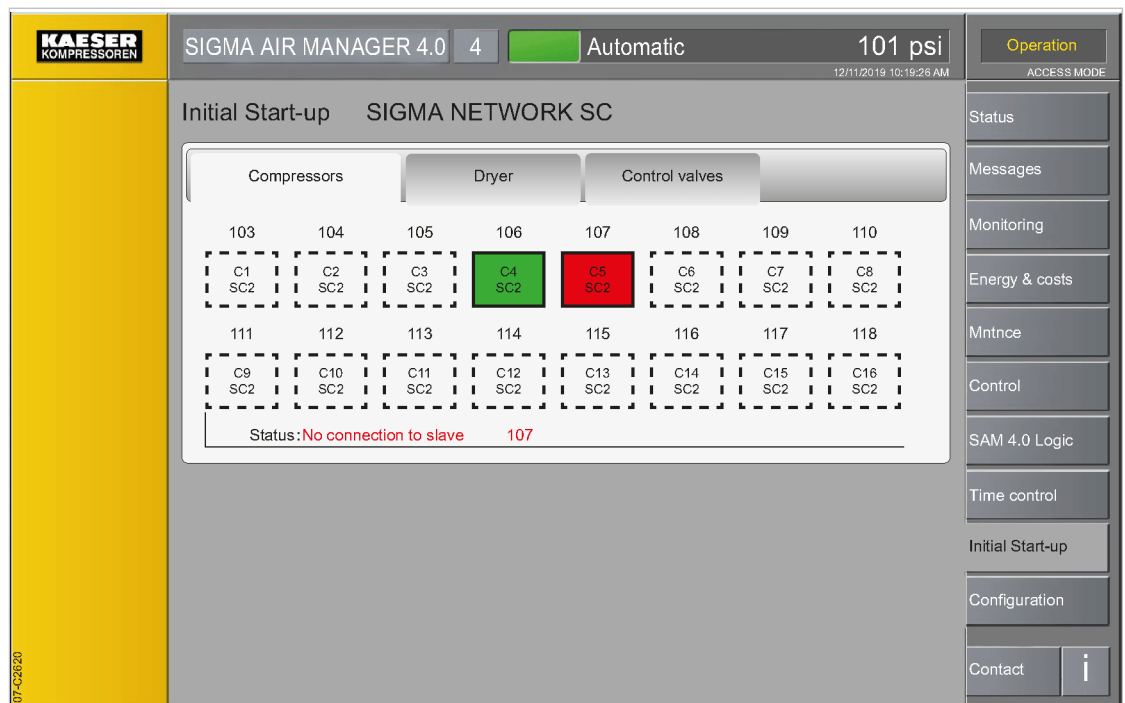 KAESER
KOMPRESSOREN
SIGMA AIR MANAGER 4.0 4 Automatic 101 psi
12/11/2019 10:19:26 AM
Operation
ACCESS MODE
Initial Start-up SIGMA NETWORK SC
Compressors Dryer Control valves
103 104 105 106 107 108 109 110
C1 C2 C3 C4 C5 C6 C7 C8
SC2 SC2 SC2 SC2 SC2 SC2 SC2 SC2
111 112 113 114 115 116 117 118
C9 C10 C11 C12 C13 C14 C15 C16
SC2 SC2 SC2 SC2 SC2 SC2 SC2 SC2
Status:No connection to slave 107
Status
Messages
Monitoring
Energy & costs
Mntnce
Control
SAM 4.0 Logic
Time control
Initial Start-up
Configuration
Contact i
07-C2620